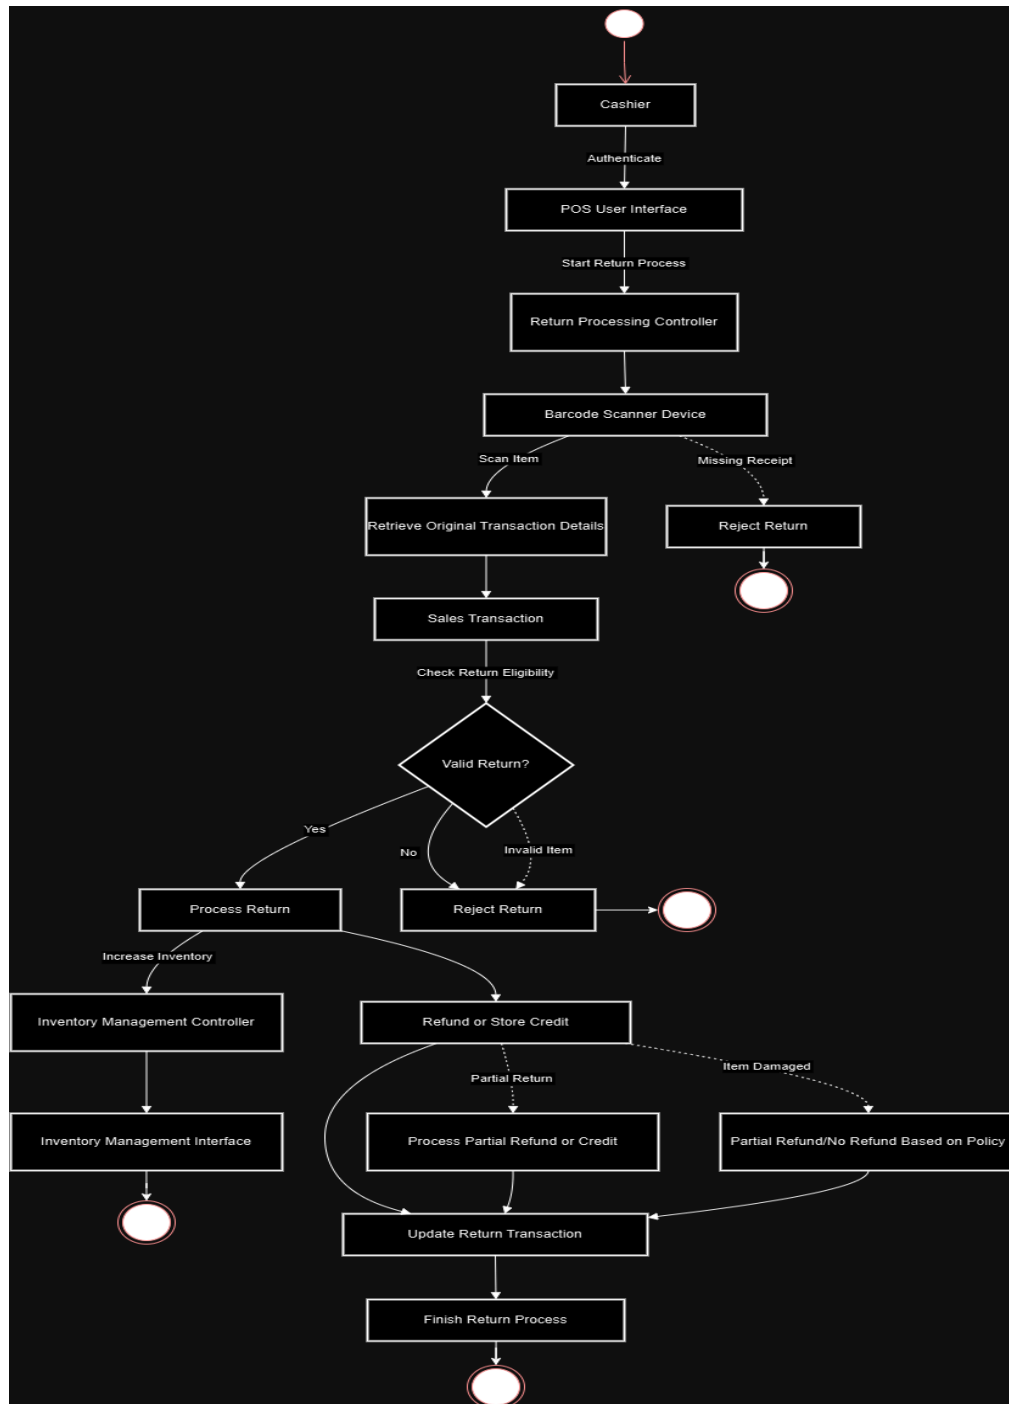 Cashier
Authenticate
POS User Interface
Start Return Process
Return Processing Controller
Barcode Scanner Device
Scan Item
Missing Receipt
Retrieve Original Transaction Details
Reject Return
Sales Transaction
Check Return Eligibility
Valid Return?
Yes
No
Invalid Item
Process Return
Reject Return
Increase Inventory
Inventory Management Controller
Refund or Store Credit
Partial Return
Item Damaged
Inventory Management Interface
Process Partial Refund or Credit
Partial Refund/No Refund Based on Policy
Update Return Transaction
Finish Return Process